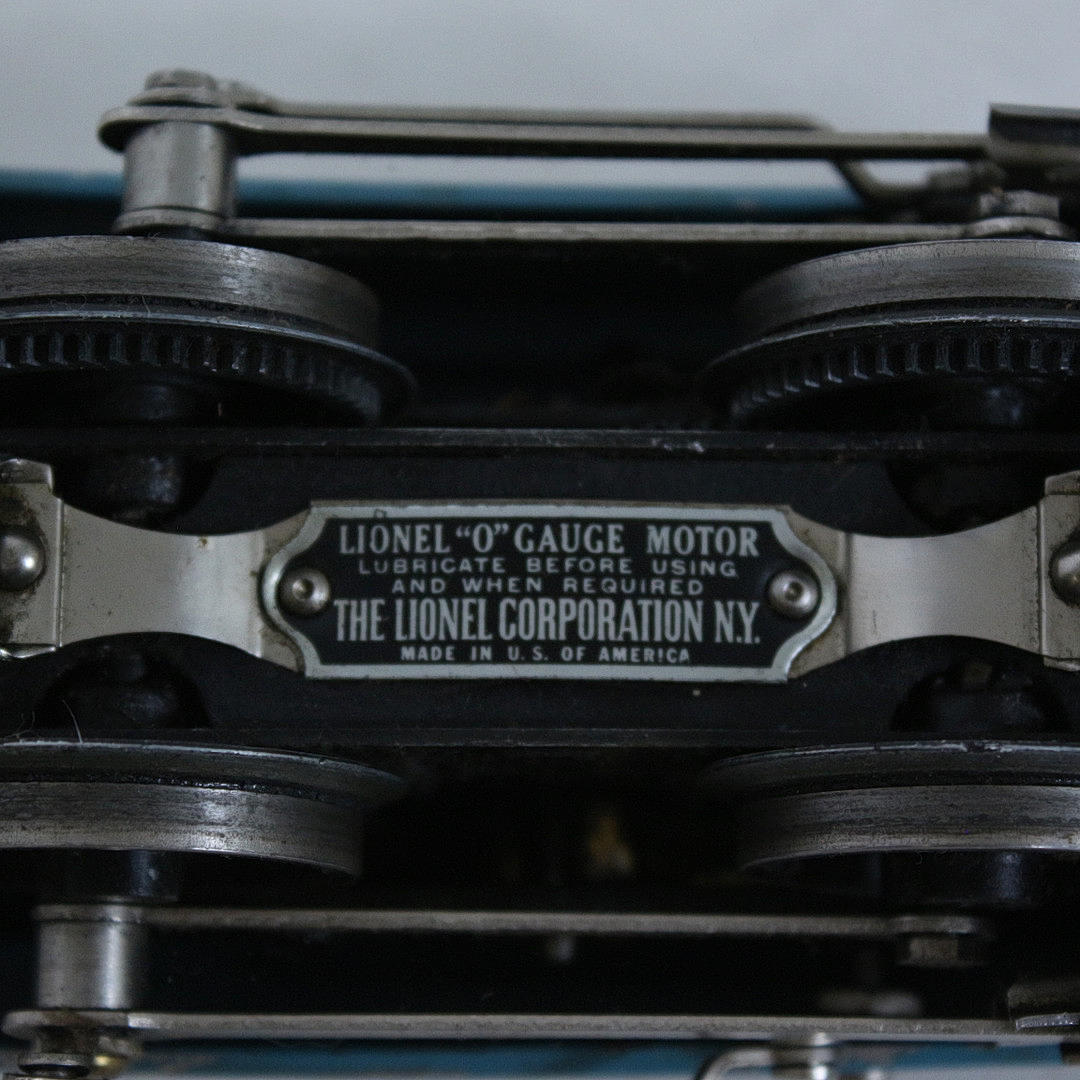 LIONEL "O" GAUGE MOTOR
LUBRICATE BEFORE USING
AND WHEN REQUIRED
THE LIONEL CORPORATION N.Y.
MADE IN U.S. OF AMERICA